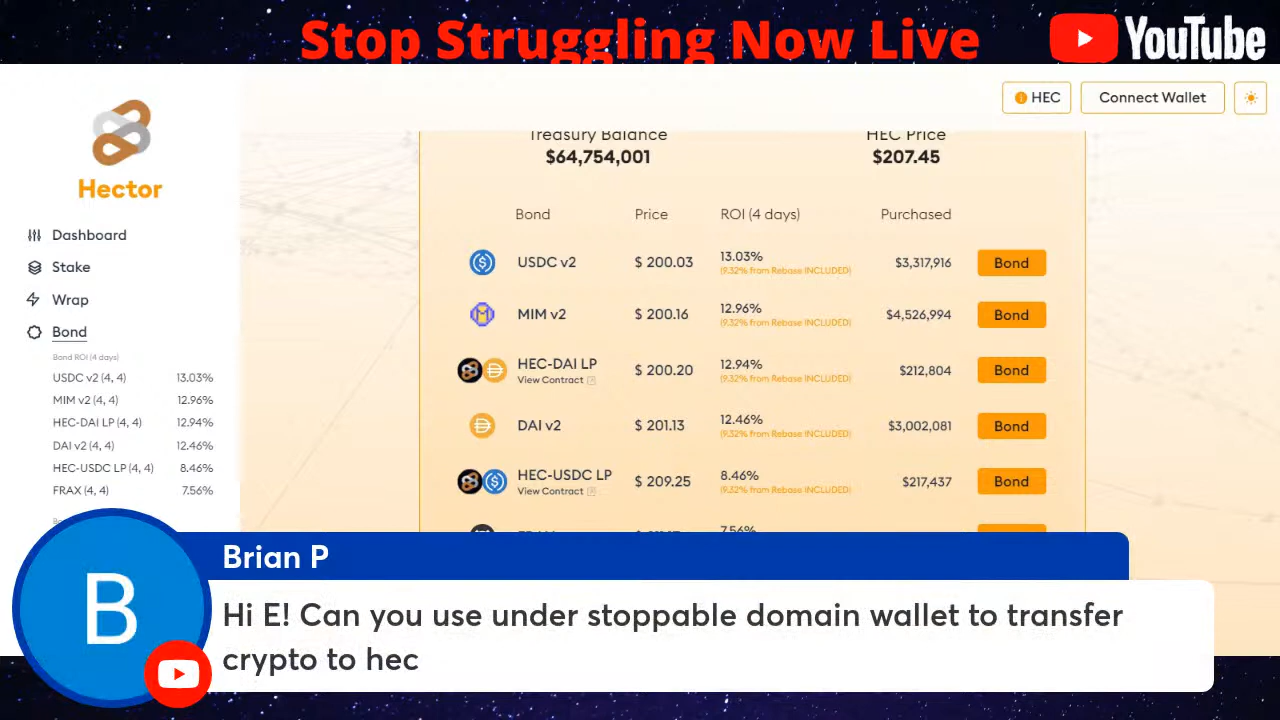 Stop Struggling Now Live
YouTube
HEC
Connect Wallet
Hector
Dashboard
Stake
Wrap
Bond
Bond ROI (4 days)
USDC v2 (4, 4) 13.03%
MIM v2 (4, 4) 12.96%
HEC-DAI LP (4, 4) 12.94%
DAI v2 (4, 4) 12.46%
HEC-USDC LP (4, 4) 8.46%
FRAX (4, 4) 7.56%
Treasury Balance HEC Price
$64,754,001 $207.45
Bond Price ROI (4 days) Purchased
USDC v2 $ 200.03 13.03% $3,317,916 Bond
(9.32% from Rebase INCLUDED)
MIM v2 $ 200.16 12.96% $4,526,994 Bond
(9.32% from Rebase INCLUDED)
HEC-DAI LP $ 200.20 12.94% $212,804 Bond
View Contract (9.32% from Rebase INCLUDED)
DAI v2 $ 201.13 12.46% $3,002,081 Bond
(9.32% from Rebase INCLUDED)
HEC-USDC LP $ 209.25 8.46% $217,437 Bond
View Contract (9.32% from Rebase INCLUDED)
7.56%
B
Brian P
Hi E! Can you use under stoppable domain wallet to transfer
crypto to hec